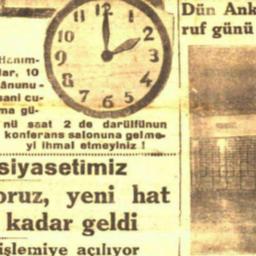 Hanım-
lar, 10
kânunu-
sani cu-
ma gü-
nü saat 2 de darülfünun
konferans salonuna gelme-
yi ihmal etmeyiniz !
12
11
1
10
2
9
3
8
4
7
6
5
siyasetimiz
oruz, yeni hat
kadar geldi
işlemiye açılıyor
Dün Ank
ruf günü